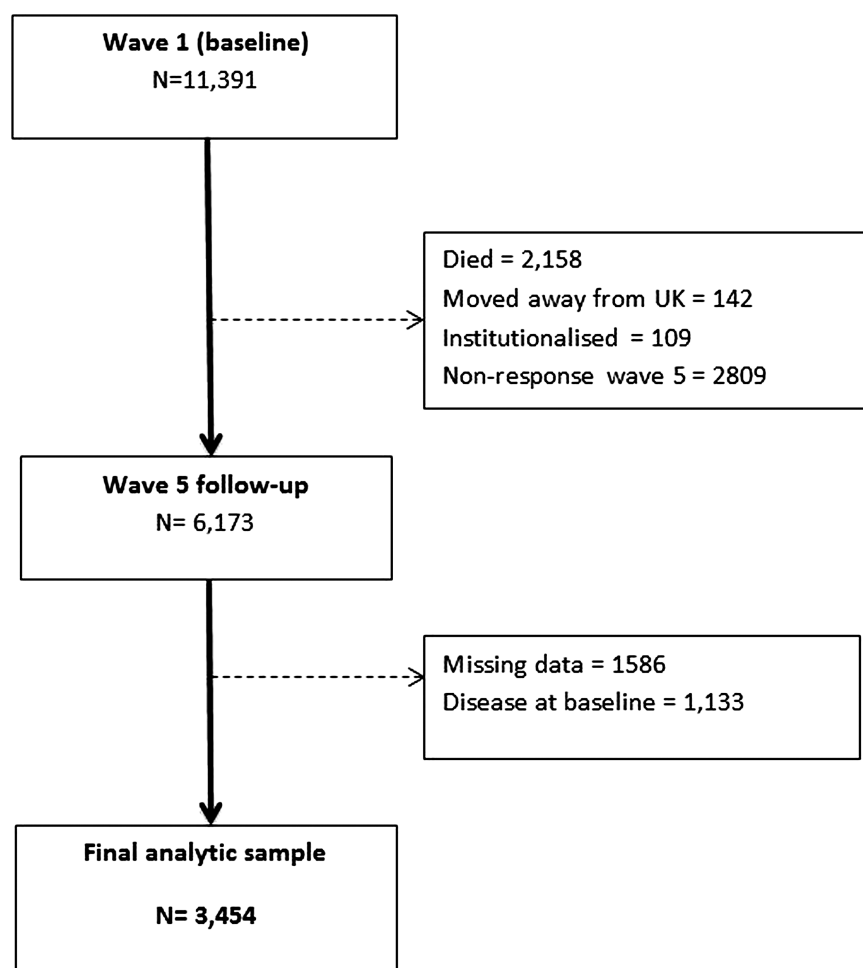 Wave 1 (baseline)
N=11,391
Died = 2,158
Moved away from UK = 142
Institutionalised = 109
Non-response wave 5 = 2809
Wave 5 follow-up
N= 6,173
Missing data = 1586
Disease at baseline = 1,133
Final analytic sample
N= 3,454